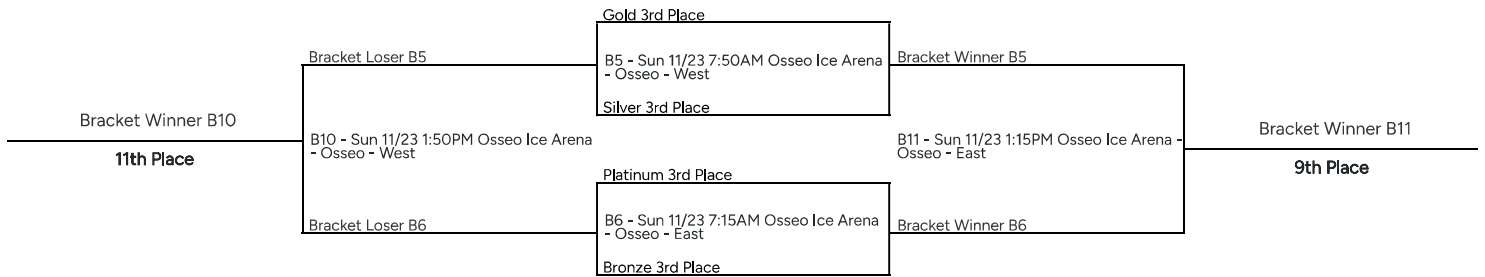 Gold 3rd Place
Bracket Loser B5
B5 - Sun 11/23 7:50AM Osseo Ice Arena
- Osseo - West
Bracket Winner B5
Silver 3rd Place
Bracket Winner B10
11th Place
B10 - Sun 11/23 1:50PM Osseo Ice Arena
- Osseo - West
B11 - Sun 11/23 1:15PM Osseo Ice Arena -
Osseo - East
Bracket Winner B11
9th Place
Platinum 3rd Place
Bracket Loser B6
B6 - Sun 11/23 7:15AM Osseo Ice Arena
- Osseo - East
Bracket Winner B6
Bronze 3rd Place